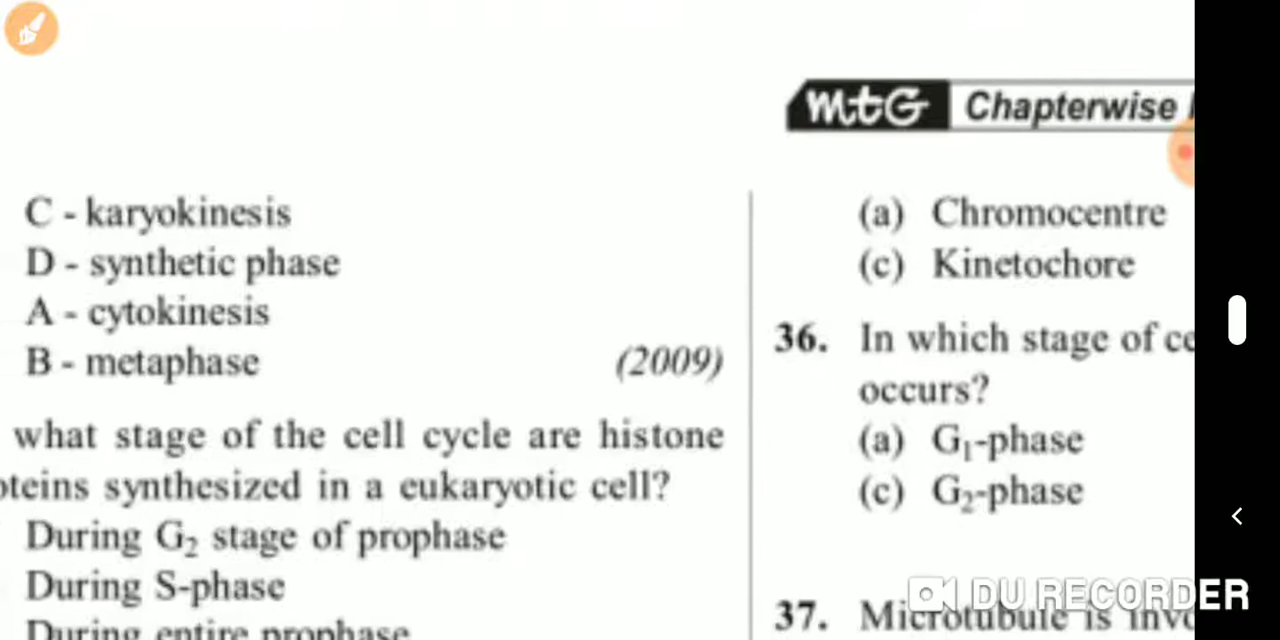 C - karyokinesis
D - synthetic phase
A - cytokinesis
B - metaphase (2009)
what stage of the cell cycle are histone
oteins synthesized in a eukaryotic cell?
During G₂ stage of prophase
During S-phase
During entire prophase
mtG Chapterwise
(a) Chromocentre
(c) Kinetochore
36. In which stage of ce
occurs?
(a) G₁-phase
(c) G₂-phase
37. Microtubule is invo
DU RECORDER